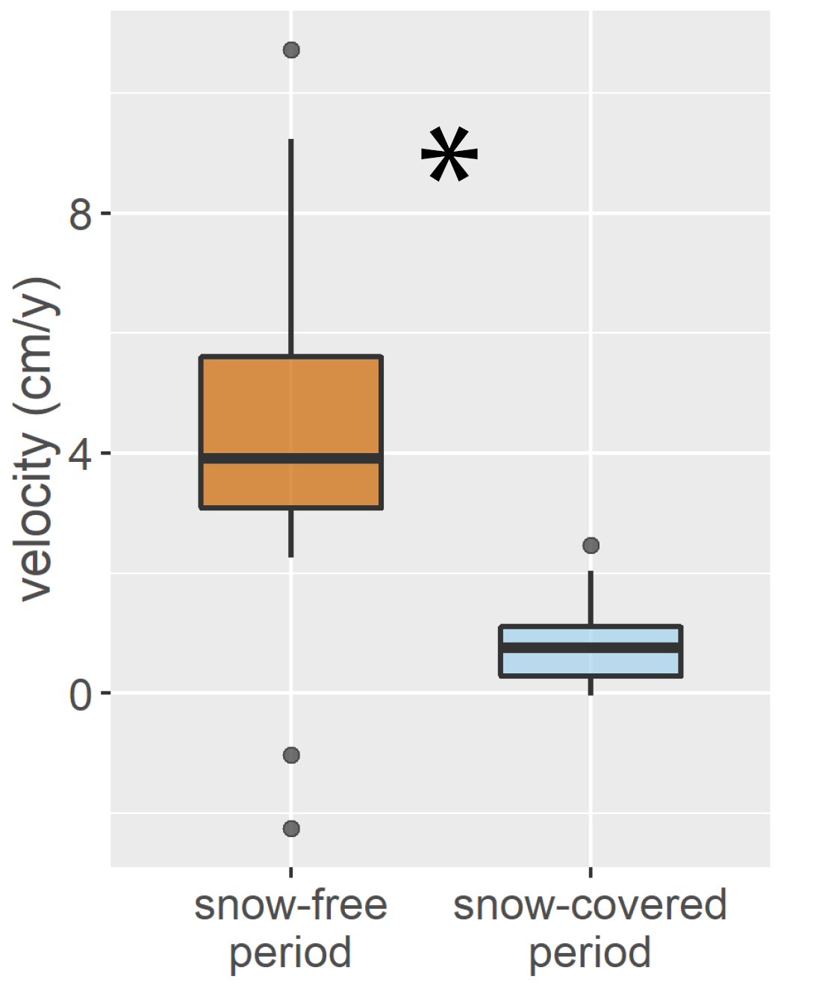 velocity (cm/y)
*
8
4
0
snow-free
period
snow-covered
period